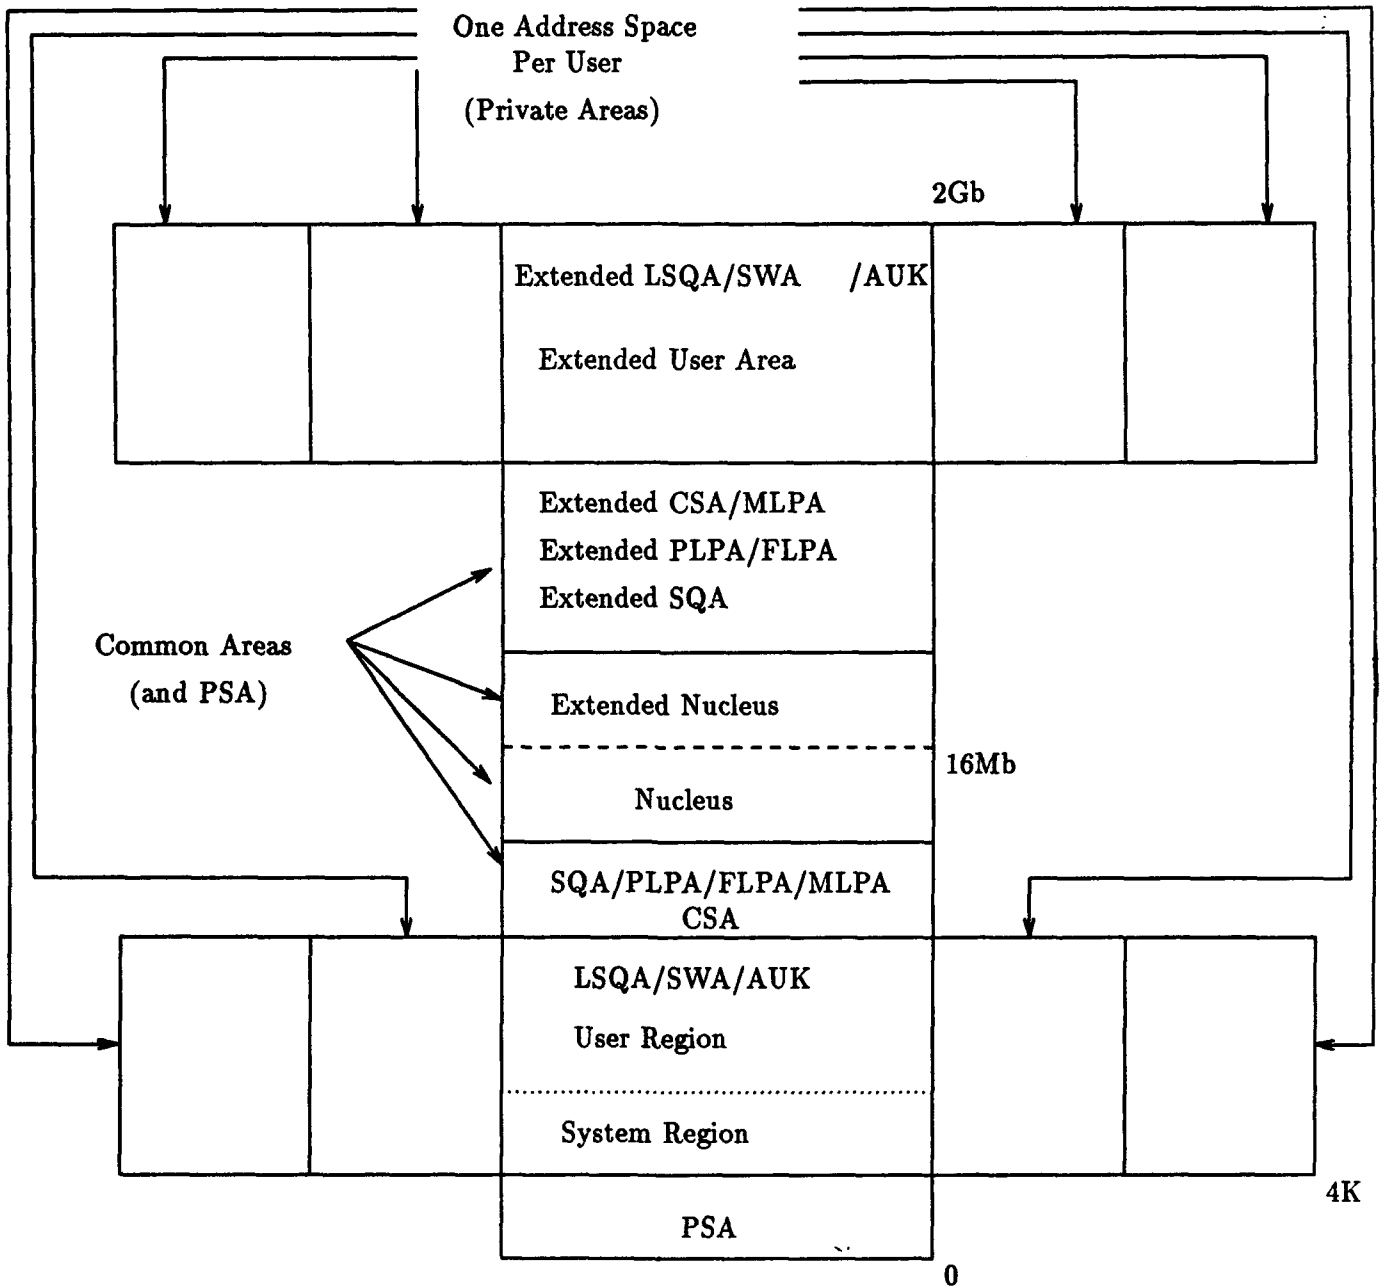 One Address Space
Per User
(Private Areas)
2Gb
Extended LSQA/SWA /AUK
Extended User Area
Extended CSA/MLPA
Extended PLPA/FLPA
Extended SQA
Common Areas
(and PSA)
Extended Nucleus
16Mb
Nucleus
SQA/PLPA/FLPA/MLPA
CSA
LSQA/SWA/AUK
User Region
System Region
4K
PSA
0